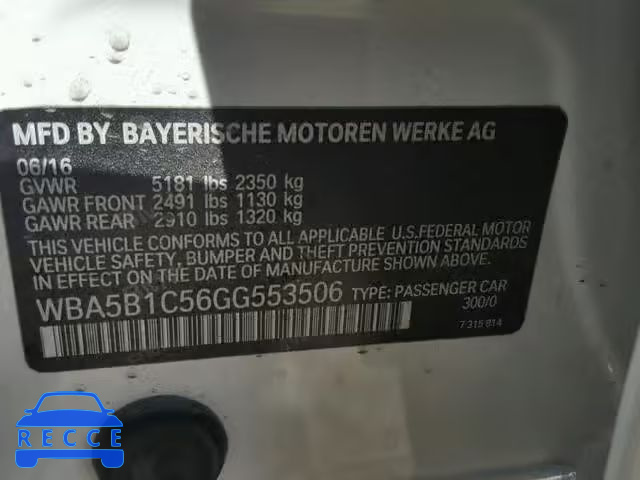 MFD BY BAYERISCHE MOTOREN WERKE AG
06/16
GVWR 5181 lbs 2350 kg
GAWR FRONT 2491 lbs 1130 kg
GAWR REAR 2910 lbs 1320 kg
THIS VEHICLE CONFORMS TO ALL APPLICABLE U.S.FEDERAL MOTOR
VEHICLE SAFETY, BUMPER AND THEFT PREVENTION STANDARDS
IN EFFECT ON THE DATE OF MANUFACTURE SHOWN ABOVE.
WBA5B1C56GG553506 TYPE: PASSENGER CAR
300/0
7 315 814
RECCE